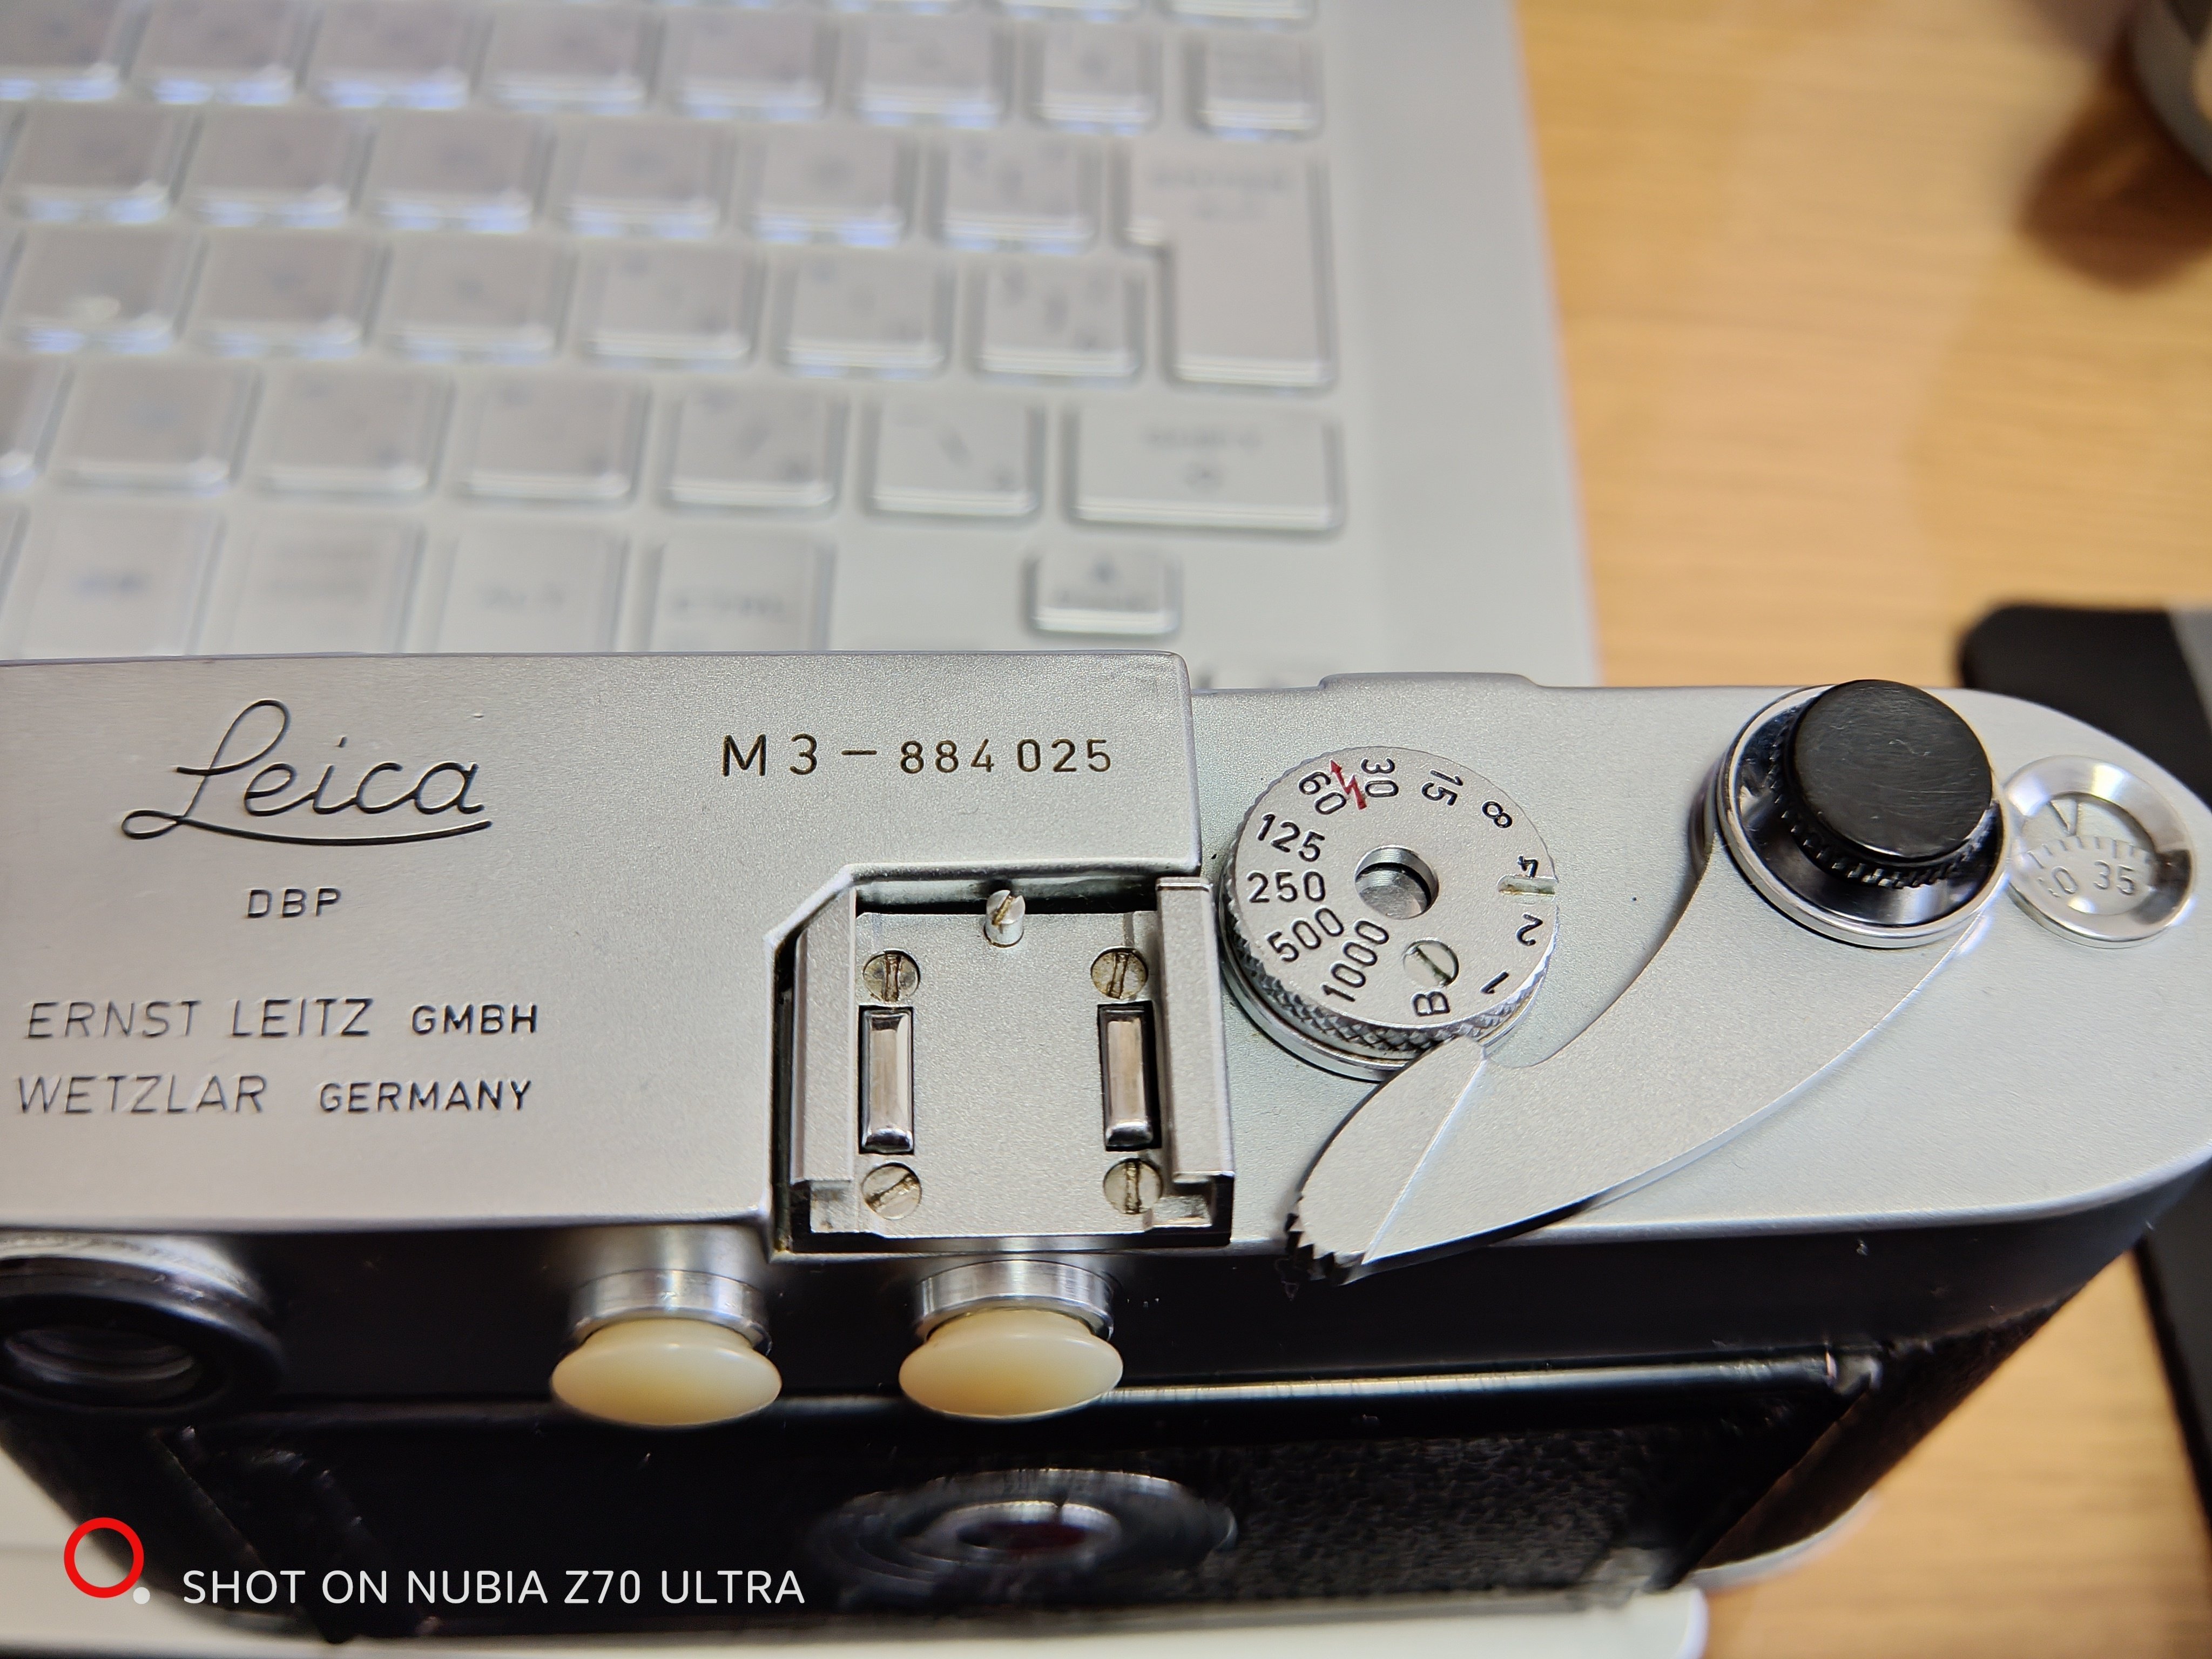 Leica
M3-884025
DBP
ERNST LEITZ GMBH
WETZLAR GERMANY
B
1
2
4
8
15
30
60
125
250
500
1000
35
SHOT ON NUBIA Z70 ULTRA